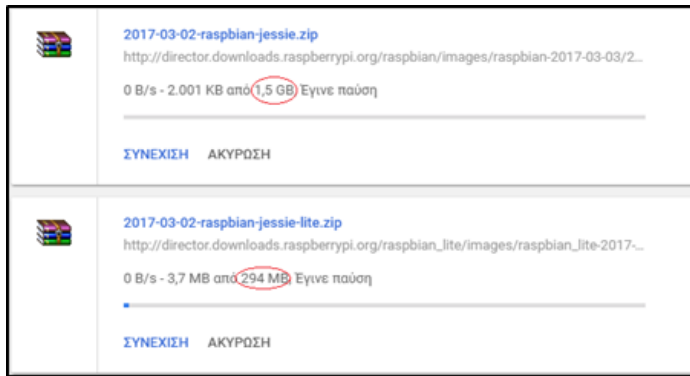 2017-03-02-raspbian-jessie.zip
http://director.downloads.raspberrypi.org/raspbian/images/raspbian-2017-03-03/2...
0 B/s - 2.001 KB από 1,5 GB, Έγινε παύση
ΣΥΝΕΧΙΣΗ ΑΚΥΡΩΣΗ
2017-03-02-raspbian-jessie-lite.zip
http://director.downloads.raspberrypi.org/raspbian_lite/images/raspbian_lite-2017-...
0 B/s - 3,7 MB από 294 MB, Έγινε παύση
ΣΥΝΕΧΙΣΗ ΑΚΥΡΩΣΗ